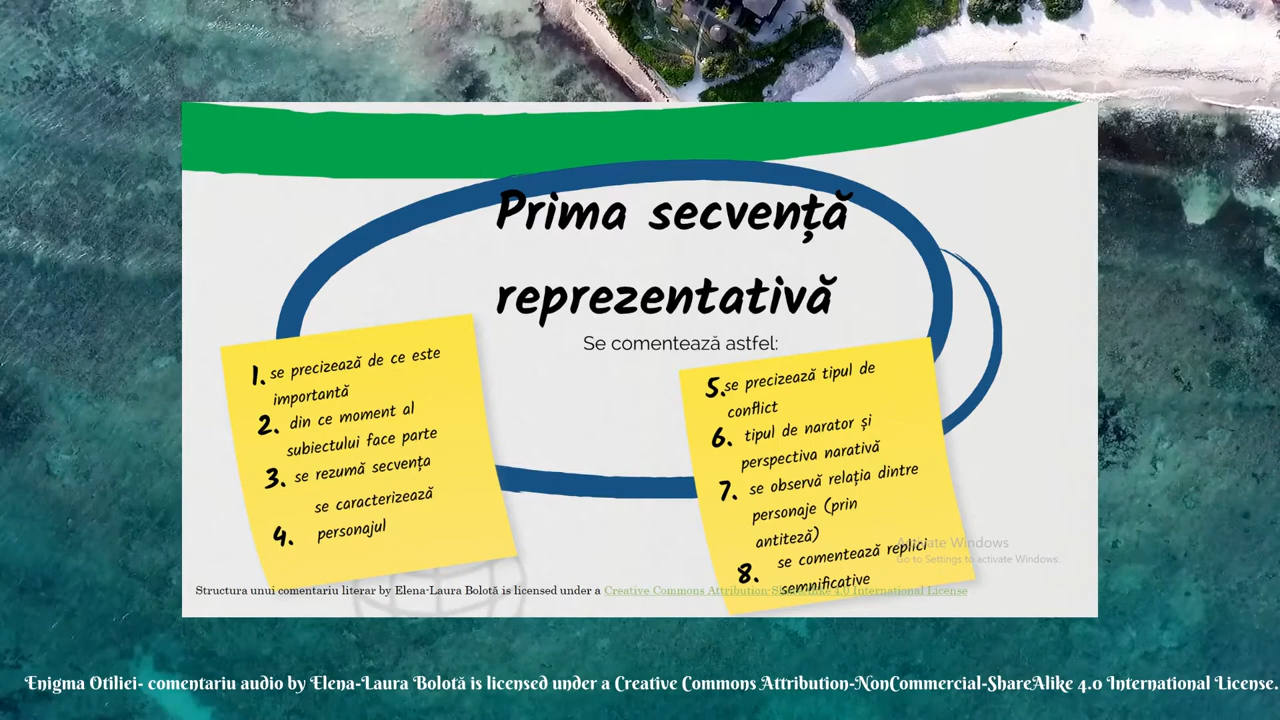 Prima secvență
reprezentativă
Se comentează astfel:
1. se precizează de ce este
importantă
2. din ce moment al
subiectului face parte
3. se rezumă secvența
se caracterizează
4. personajul
5. se precizează tipul de
conflict
6. tipul de narator și
perspectiva narativă
7. se observă relația dintre
personaje (prin
antiteză)
8. se comentează replici
semnificative
Activate Windows
Go to Settings to activate Windows.
Structura unui comentariu literar by Elena-Laura Bolotă is licensed under a Creative Commons Attribution-ShareAlike 4.0 International License
Enigma Otiliei- comentariu audio by Elena-Laura Bolotă is licensed under a Creative Commons Attribution-NonCommercial-ShareAlike 4.0 International License.